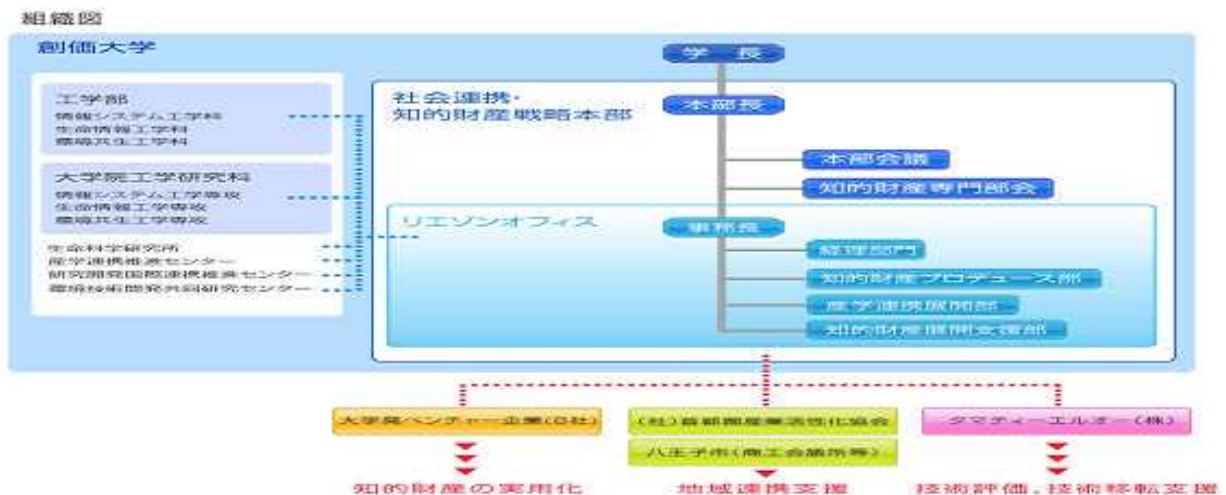 組織図
創価大学
学 長
工学部
情報システム工学科
生命情報工学科
環境共生工学科
大学院工学研究科
情報システム工学専攻
生命情報工学専攻
環境共生工学専攻
生命科学研究所
産学連携推進センター
研究開発国際連携推進センター
環境技術開発共同研究センター
社会連携・
知的財産戦略本部
本部長
本部会議
知的財産専門部会
リエゾンオフィス
事務長
経理部門
知的財産プロデュース部
産学連携展開部
知的財産展開支援部
大学発ベンチャー企業(8社)
(社)首都圏産業活性化協会
八王子市(商工会議所等)
タマティーエルオー(株)
知的財産の実用化
地域連携支援
技術評価、技術移転支援